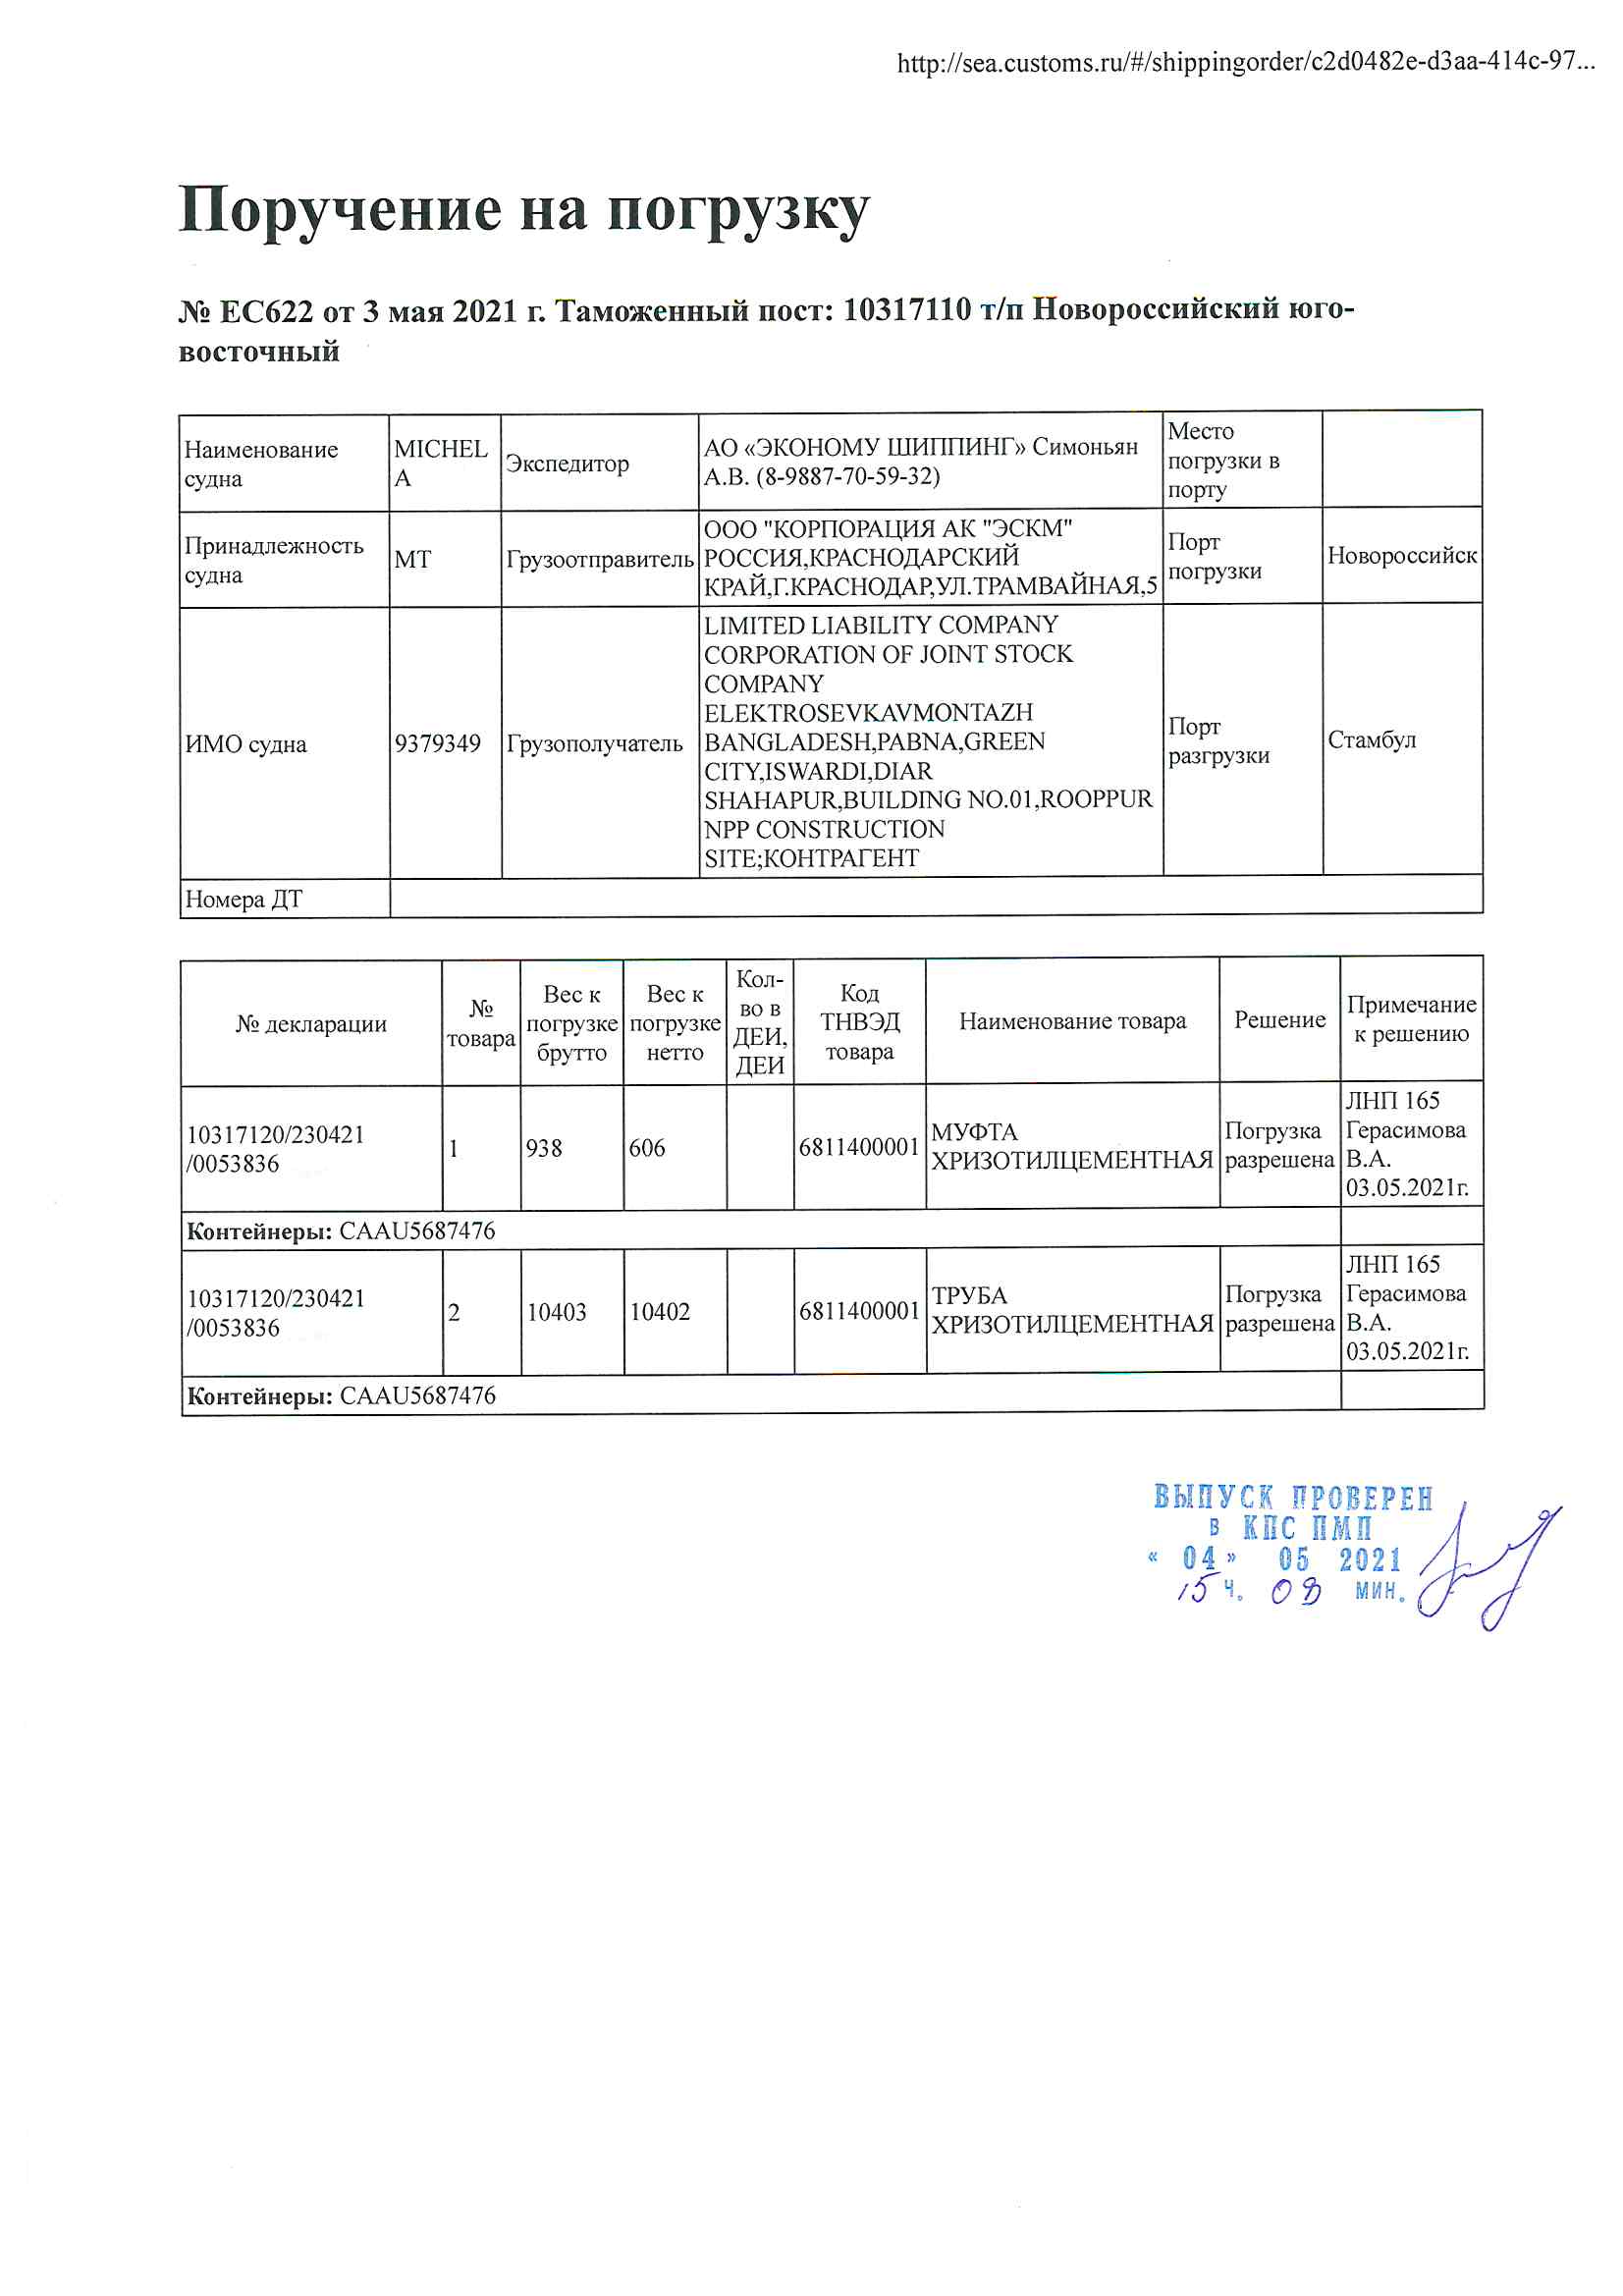 http://sea.customs.ru/#/shippingorder/c2d0482e-d3aa-414c-97...
Поручение на погрузку
№ ЕС622 от 3 мая 2021 г. Таможенный пост: 10317110 т/п Новороссийский юго-
восточный
Наименование
судна
MICHEL
A
Экспедитор
АО «ЭКОНОМУ ШИППИНГ» Симоньян
А.В. (8-9887-70-59-32)
Место
погрузки в
порту
Принадлежность
судна
МТ
Грузоотправитель
ООО "КОРПОРАЦИЯ АК "ЭСКМ"
РОССИЯ,КРАСНОДАРСКИЙ
КРАЙ,Г.КРАСНОДАР,УЛ.ТРАМВАЙНАЯ,5
Порт
погрузки
Новороссийск
ИМО судна
9379349
Грузополучатель
LIMITED LIABILITY COMPANY
CORPORATION OF JOINT STOCK
COMPANY
ELEKTROSEVKAVMONTAZH
BANGLADESH,PABNA,GREEN
CITY,ISWARDI,DIAR
SHAHAPUR,BUILDING NO.01,ROOPPUR
NPP CONSTRUCTION
SITE;КОНТРАГЕНТ
Порт
разгрузки
Стамбул
Номера ДТ
№ декларации
№
товара
Вес к
погрузке
брутто
Вес к
погрузке
нетто
Кол-
во в
ДЕИ,
ДЕИ
Код
ТНВЭД
товара
Наименование товара
Решение
Примечание
к решению
10317120/230421
/0053836
1
938
606
6811400001
МУФТА
ХРИЗОТИЛЦЕМЕНТНАЯ
Погрузка
разрешена
ЛНП 165
Герасимова
В.А.
03.05.2021г.
Контейнеры: CAAU5687476
10317120/230421
/0053836
2
10403
10402
6811400001
ТРУБА
ХРИЗОТИЛЦЕМЕНТНАЯ
Погрузка
разрешена
ЛНП 165
Герасимова
В.А.
03.05.2021г.
Контейнеры: CAAU5687476
ВЫПУСК ПРОВЕРЕН
в КПС ПМП
« 04 » 05 2021
15 ч. 08 мин.